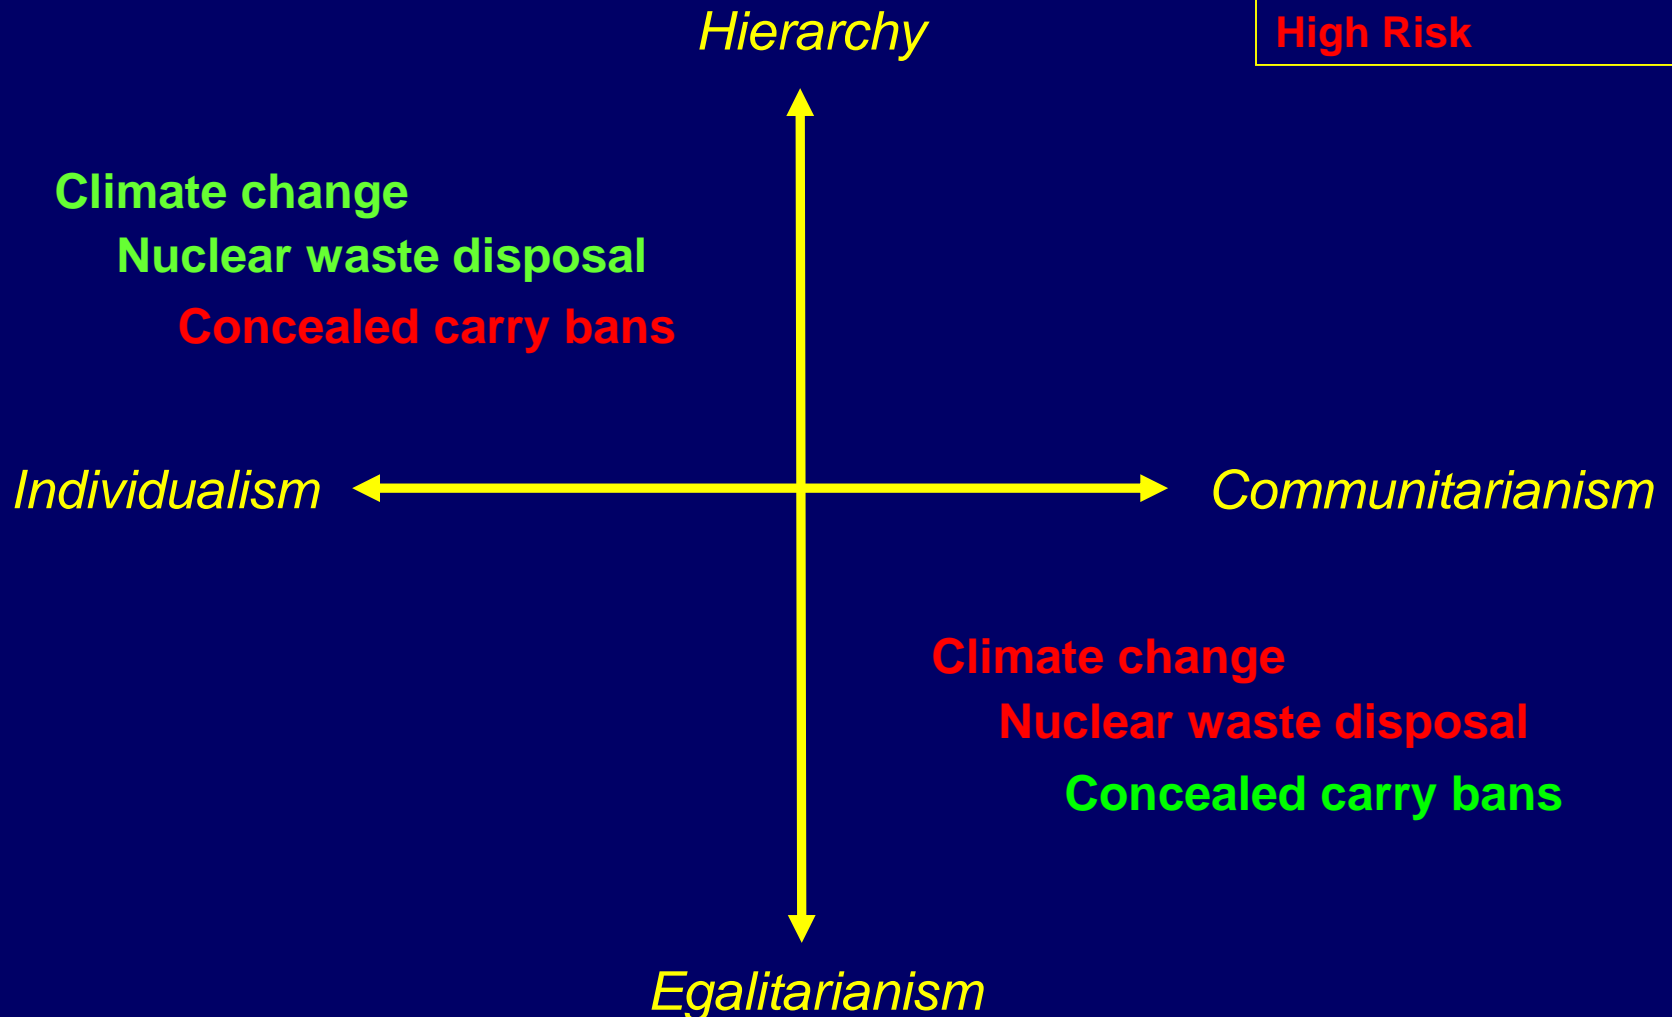 Hierarchy
High Risk
Climate change
Nuclear waste disposal
Concealed carry bans
Individualism
Communitarianism
Climate change
Nuclear waste disposal
Concealed carry bans
Egalitarianism